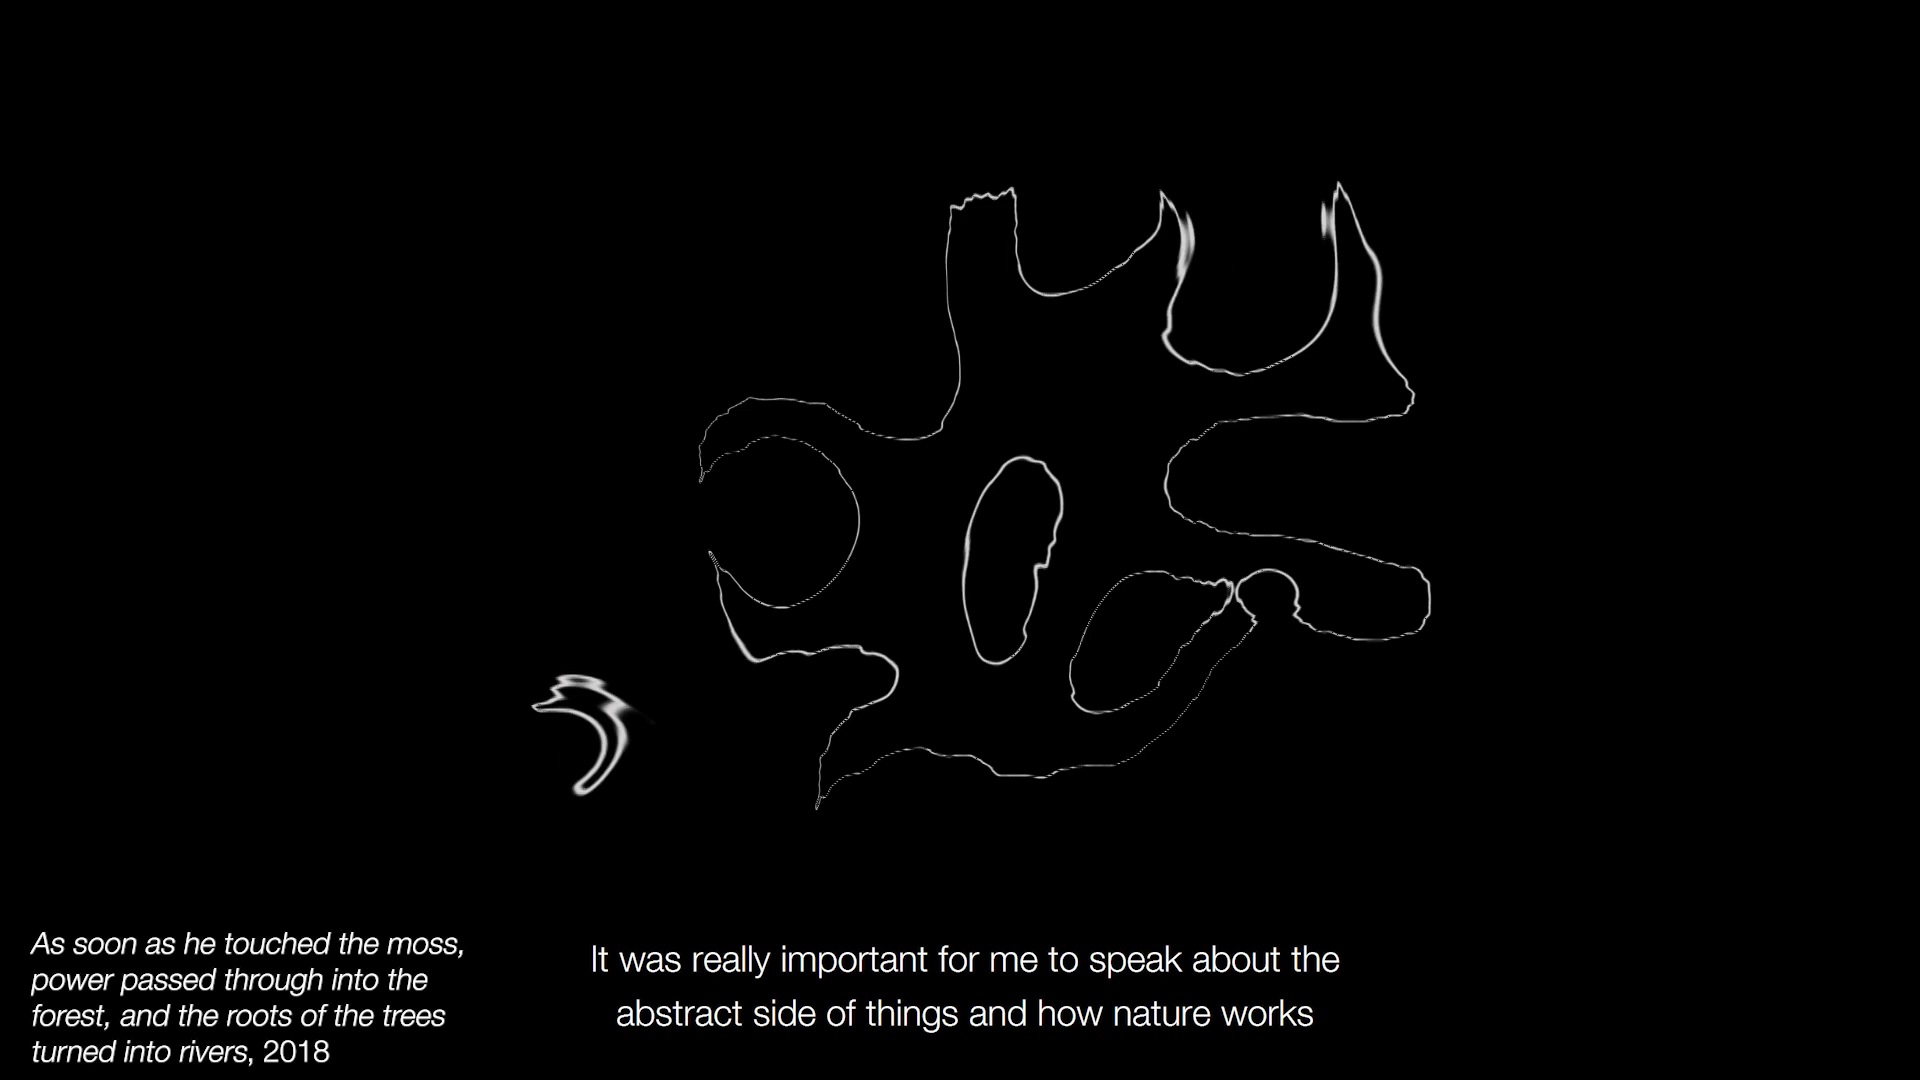 As soon as he touched the moss,
power passed through into the
forest, and the roots of the trees
turned into rivers, 2018
It was really important for me to speak about the
abstract side of things and how nature works